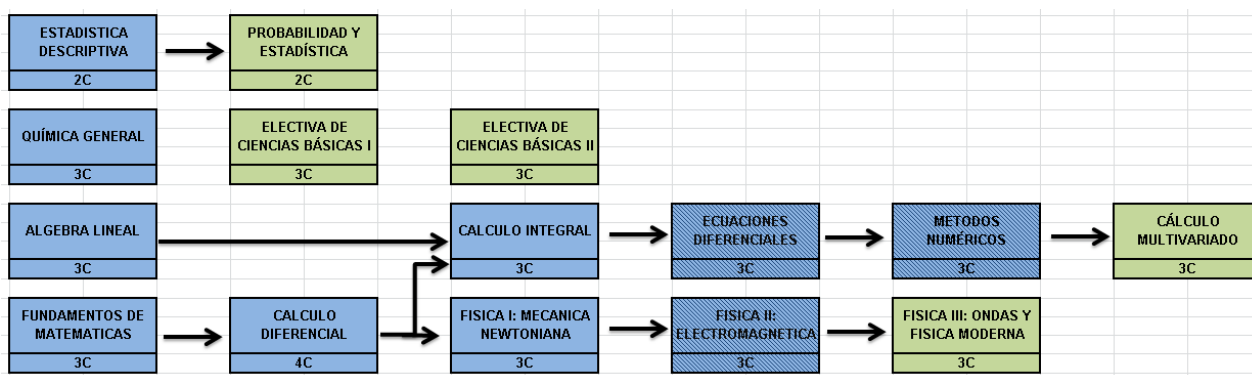 ESTADISTICA
DESCRIPTIVA
2C
PROBABILIDAD Y
ESTADÍSTICA
2C
QUÍMICA GENERAL
3C
ELECTIVA DE
CIENCIAS BÁSICAS I
3C
ELECTIVA DE
CIENCIAS BÁSICAS II
3C
ALGEBRA LINEAL
3C
CALCULO INTEGRAL
3C
ECUACIONES
DIFERENCIALES
3C
METODOS
NUMÉRICOS
3C
CÁLCULO
MULTIVARIADO
3C
FUNDAMENTOS DE
MATEMATICAS
3C
CALCULO
DIFERENCIAL
4C
FISICA I: MECANICA
NEWTONIANA
3C
FISICA II:
ELECTROMAGNETICA
3C
FISICA III: ONDAS Y
FISICA MODERNA
3C